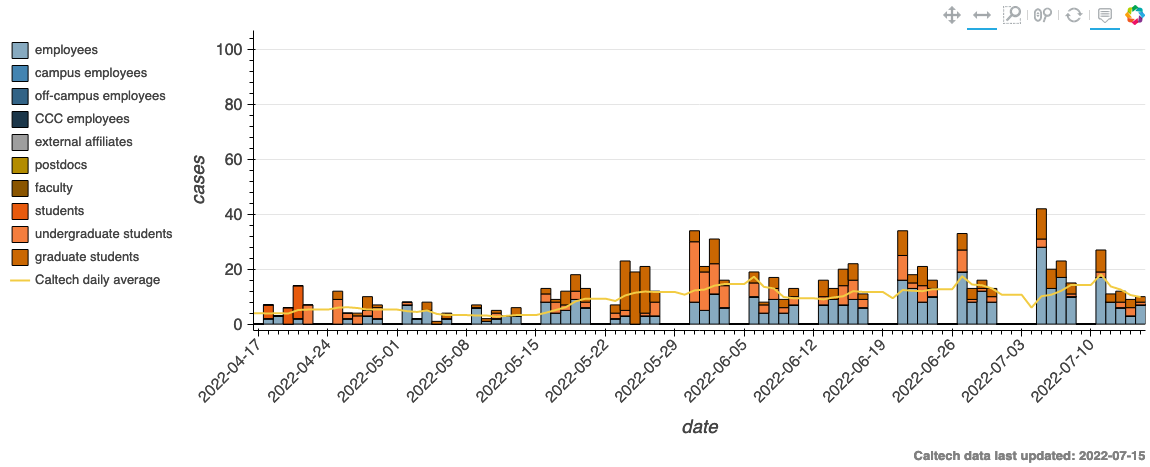 employees
campus employees
off-campus employees
CCC employees
external affiliates
postdocs
faculty
students
undergraduate students
graduate students
Caltech daily average
cases
100
80
60
40
20
0
2022-04-17
2022-04-24
2022-05-01
2022-05-08
2022-05-15
2022-05-22
2022-05-29
2022-06-05
2022-06-12
2022-06-19
2022-06-26
2022-07-03
2022-07-10
date
Caltech data last updated: 2022-07-15